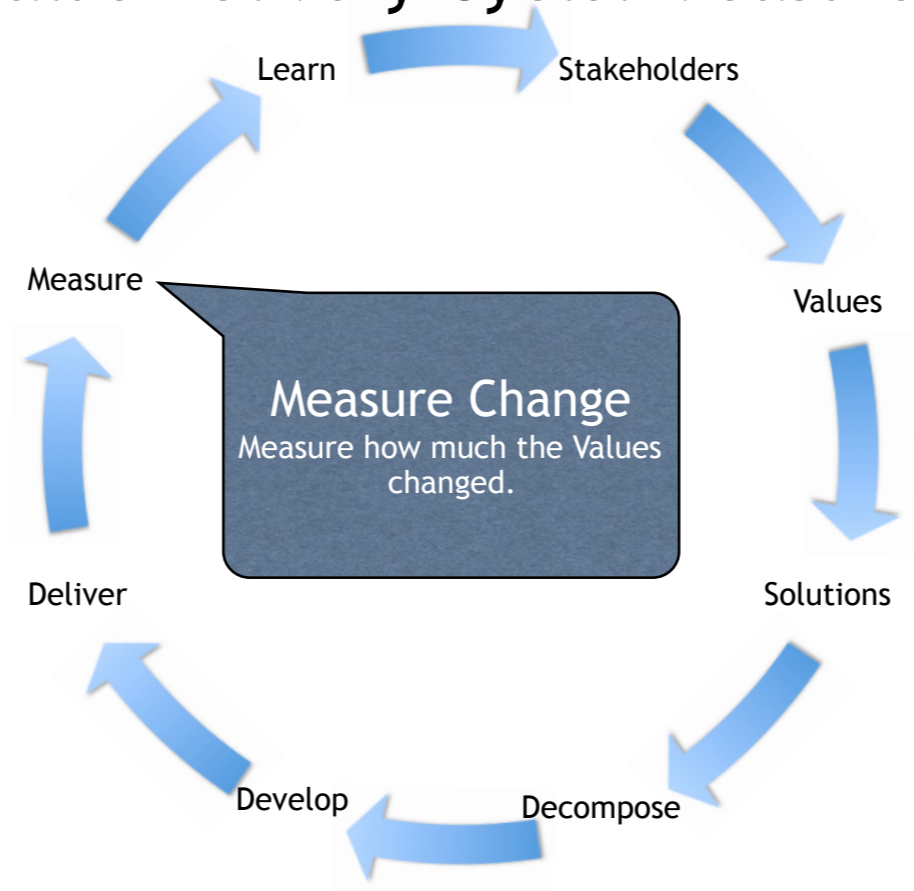 Learn
Stakeholders
Measure
Values
Measure Change
Measure how much the Values
changed.
Deliver
Solutions
Develop
Decompose